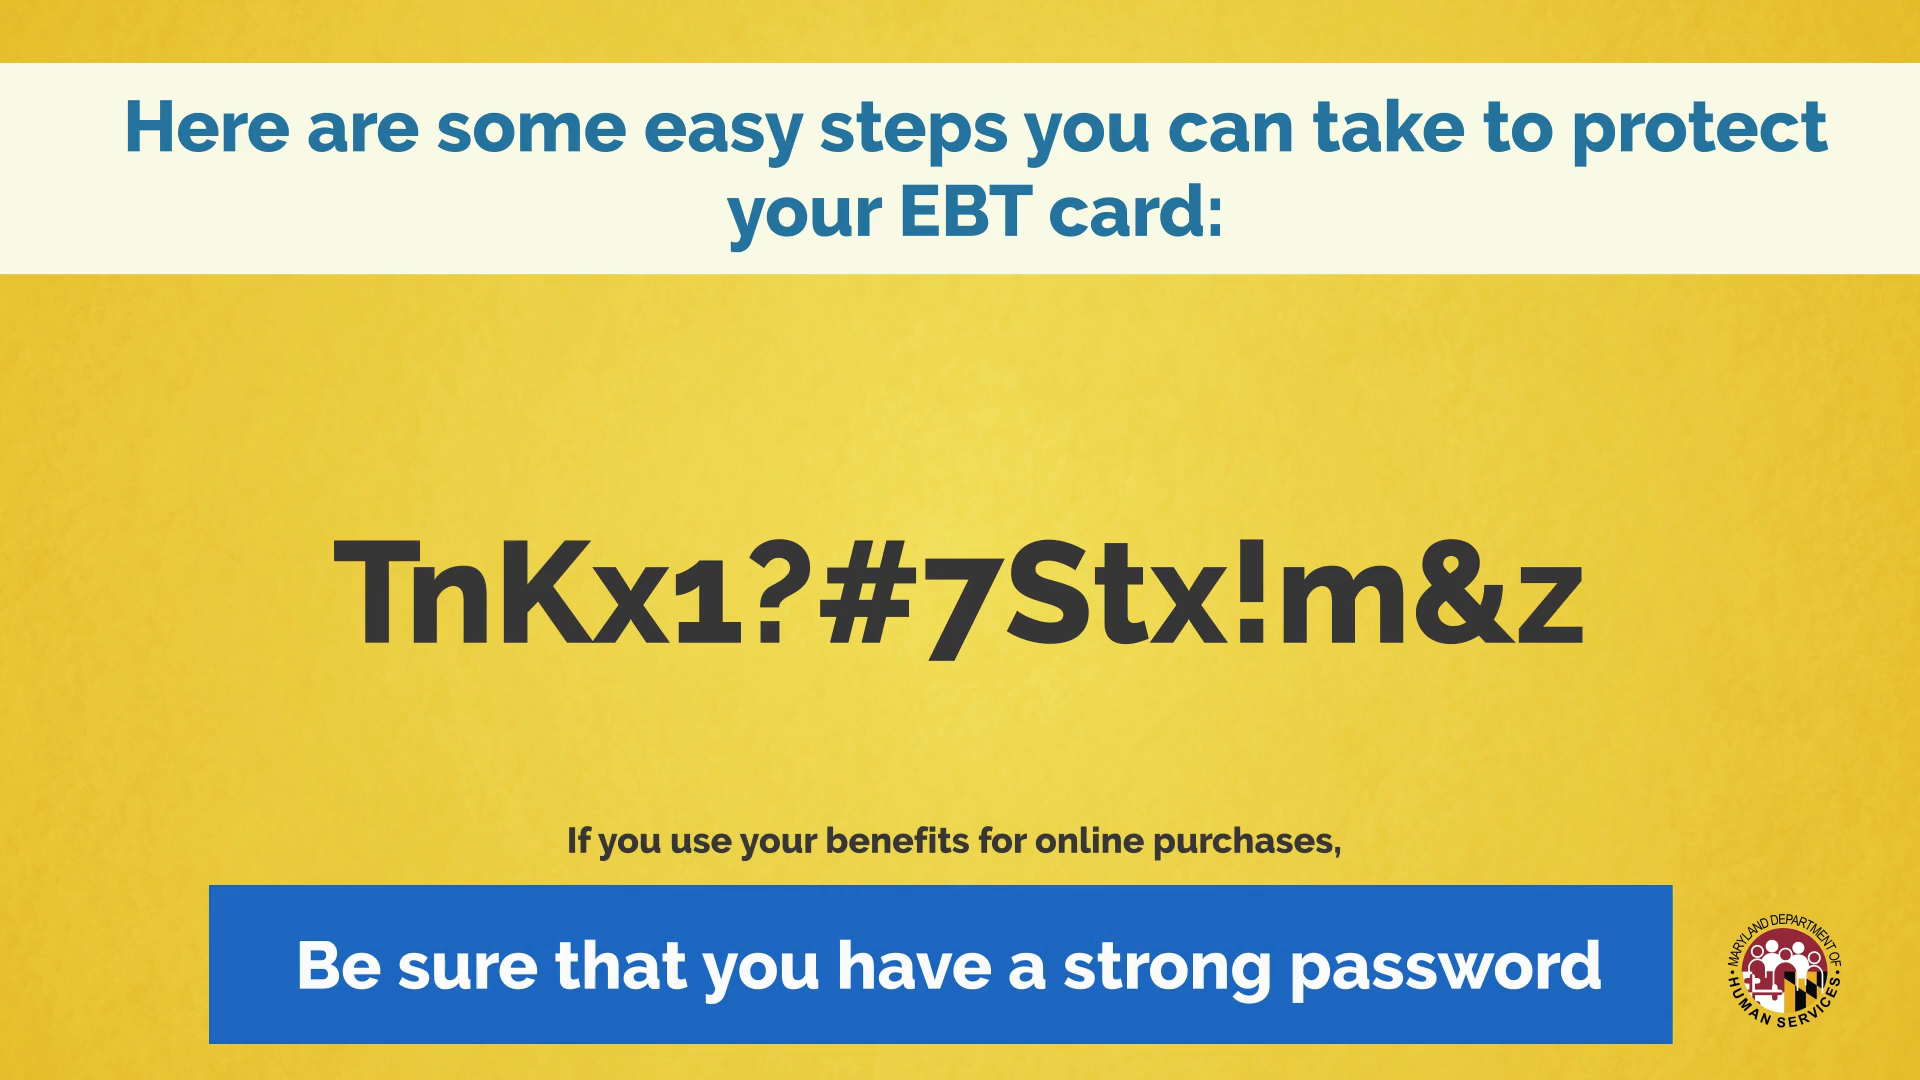 Here are some easy steps you can take to protect
your EBT card:
TnKx1?#7Stx!m&z
If you use your benefits for online purchases,
Be sure that you have a strong password
MARYLAND DEPARTMENT OF
HUMAN SERVICES